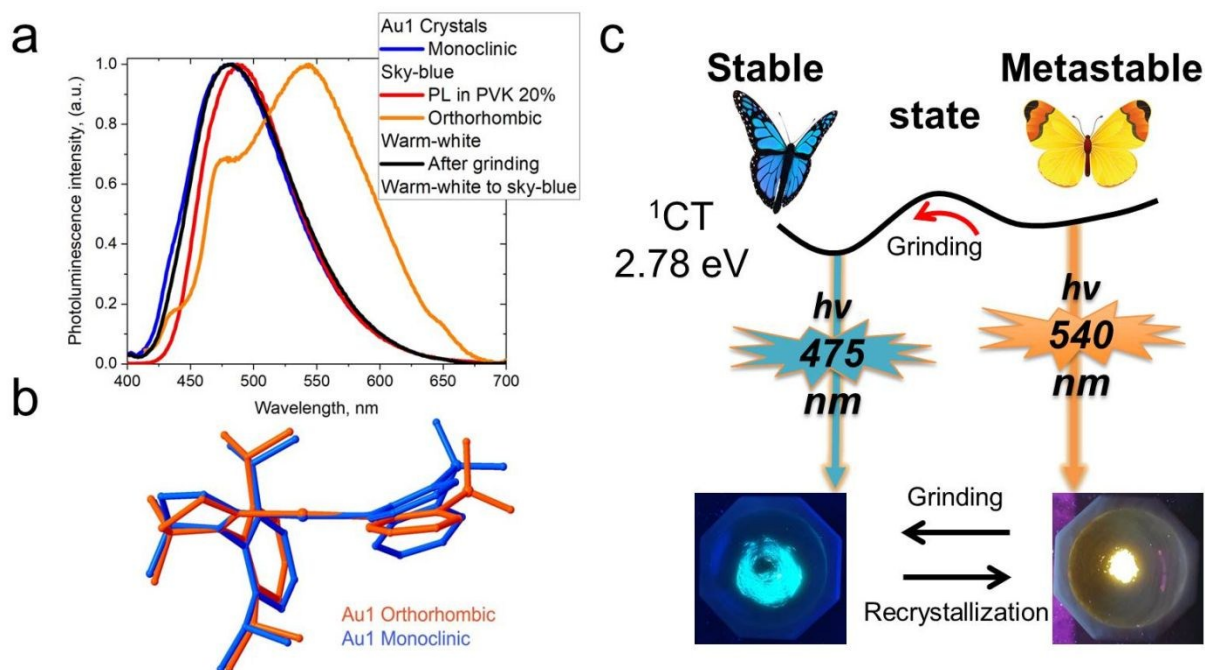 a
Au1 Crystals
Monoclinic
Sky-blue
PL in PVK 20%
Orthorhombic
Warm-white
After grinding
Warm-white to sky-blue
Photoluminescence intensity, (a.u.)
1.0
0.8
0.6
0.4
0.2
0.0
400 450 500 550 600 650 700
Wavelength, nm
b
Au1 Orthorhombic
Au1 Monoclinic
c
Stable
Metastable
state
¹CT
2.78 eV
Grinding
hv
475
nm
hv
540
nm
Grinding
Recrystallization